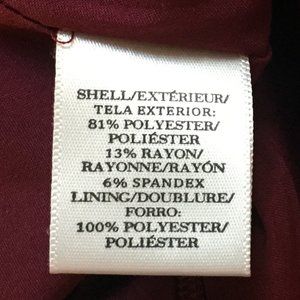 SHELL/EXTÉRIEUR/
TELA EXTERIOR:
81% POLYESTER/
POLIÉSTER
13% RAYON/
RAYONNE/RAYÓN
6% SPANDEX
LINING/DOUBLURE/
FORRO:
100% POLYESTER/
POLIÉSTER